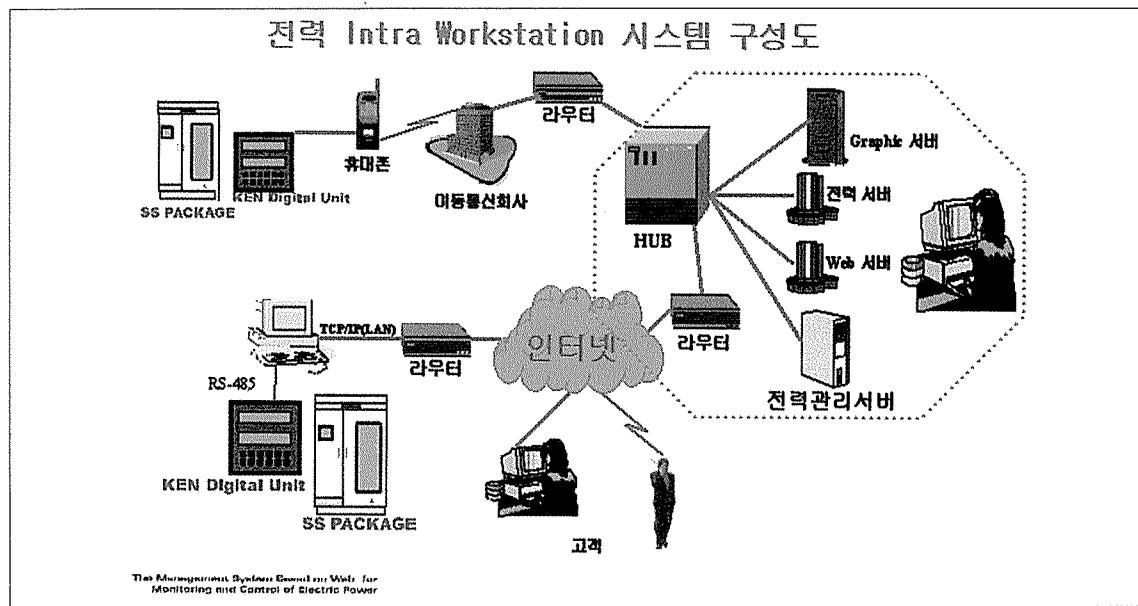 전력 Intra Workstation 시스템 구성도
라우터
Graphic 서버
휴대폰
KEN Digital Unit
SS PACKAGE
이동통신회사
HUB
전력 서버
Web 서버
TCP/IP(LAN)
라우터
인터넷
라우터
RS-485
전력관리서버
KEN Digital Unit
SS PACKAGE
고객
The Management System Based on Web for
Monitoring and Control of Electric Power